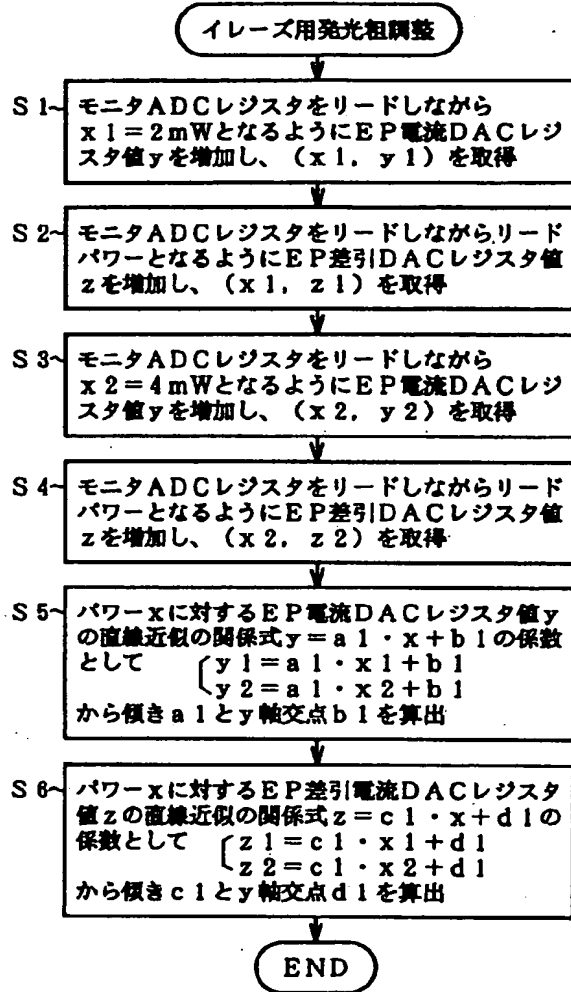 イレーズ用発光粗調整
S1~ モニタADCレジスタをリードしながら
x1=2mWとなるようにEP電流DACレジ
スタ値yを増加し、(x1, y1)を取得
S2~ モニタADCレジスタをリードしながらリード
パワーとなるようにEP差引DACレジスタ値
zを増加し、(x1, z1)を取得
S3~ モニタADCレジスタをリードしながら
x2=4mWとなるようにEP電流DACレジ
スタ値yを増加し、(x2, y2)を取得
S4~ モニタADCレジスタをリードしながらリード
パワーとなるようにEP差引DACレジスタ値
zを増加し、(x2, z2)を取得
S5~ パワーxに対するEP電流DACレジスタ値y
の直線近似の関係式y=a1・x+b1の係数
として y1=a1・x1+b1
y2=a1・x2+b1
から傾きa1とy軸交点b1を算出
S6~ パワーxに対するEP差引電流DACレジスタ
値zの直線近似の関係式z=c1・x+d1の
係数として z1=c1・x1+d1
z2=c1・x2+d1
から傾きc1とy軸交点d1を算出
END